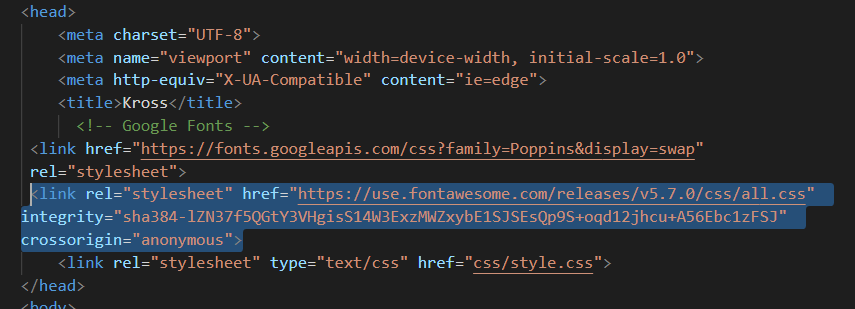 <head>
<meta charset="UTF-8">
<meta name="viewport" content="width=device-width, initial-scale=1.0">
<meta http-equiv="X-UA-Compatible" content="ie=edge">
<title>Kross</title>
<!-- Google Fonts -->
<link href="https://fonts.googleapis.com/css?family=Poppins&display=swap"
rel="stylesheet">
<link rel="stylesheet" href="https://use.fontawesome.com/releases/v5.7.0/css/all.css"
integrity="sha384-lZN37f5QGtY3VHgisS14W3ExzMWZxybE1SJSEsQp9S+oqd12jhcu+A56Ebc1zFSJ"
crossorigin="anonymous">
<link rel="stylesheet" type="text/css" href="css/style.css">
</head>
<body>